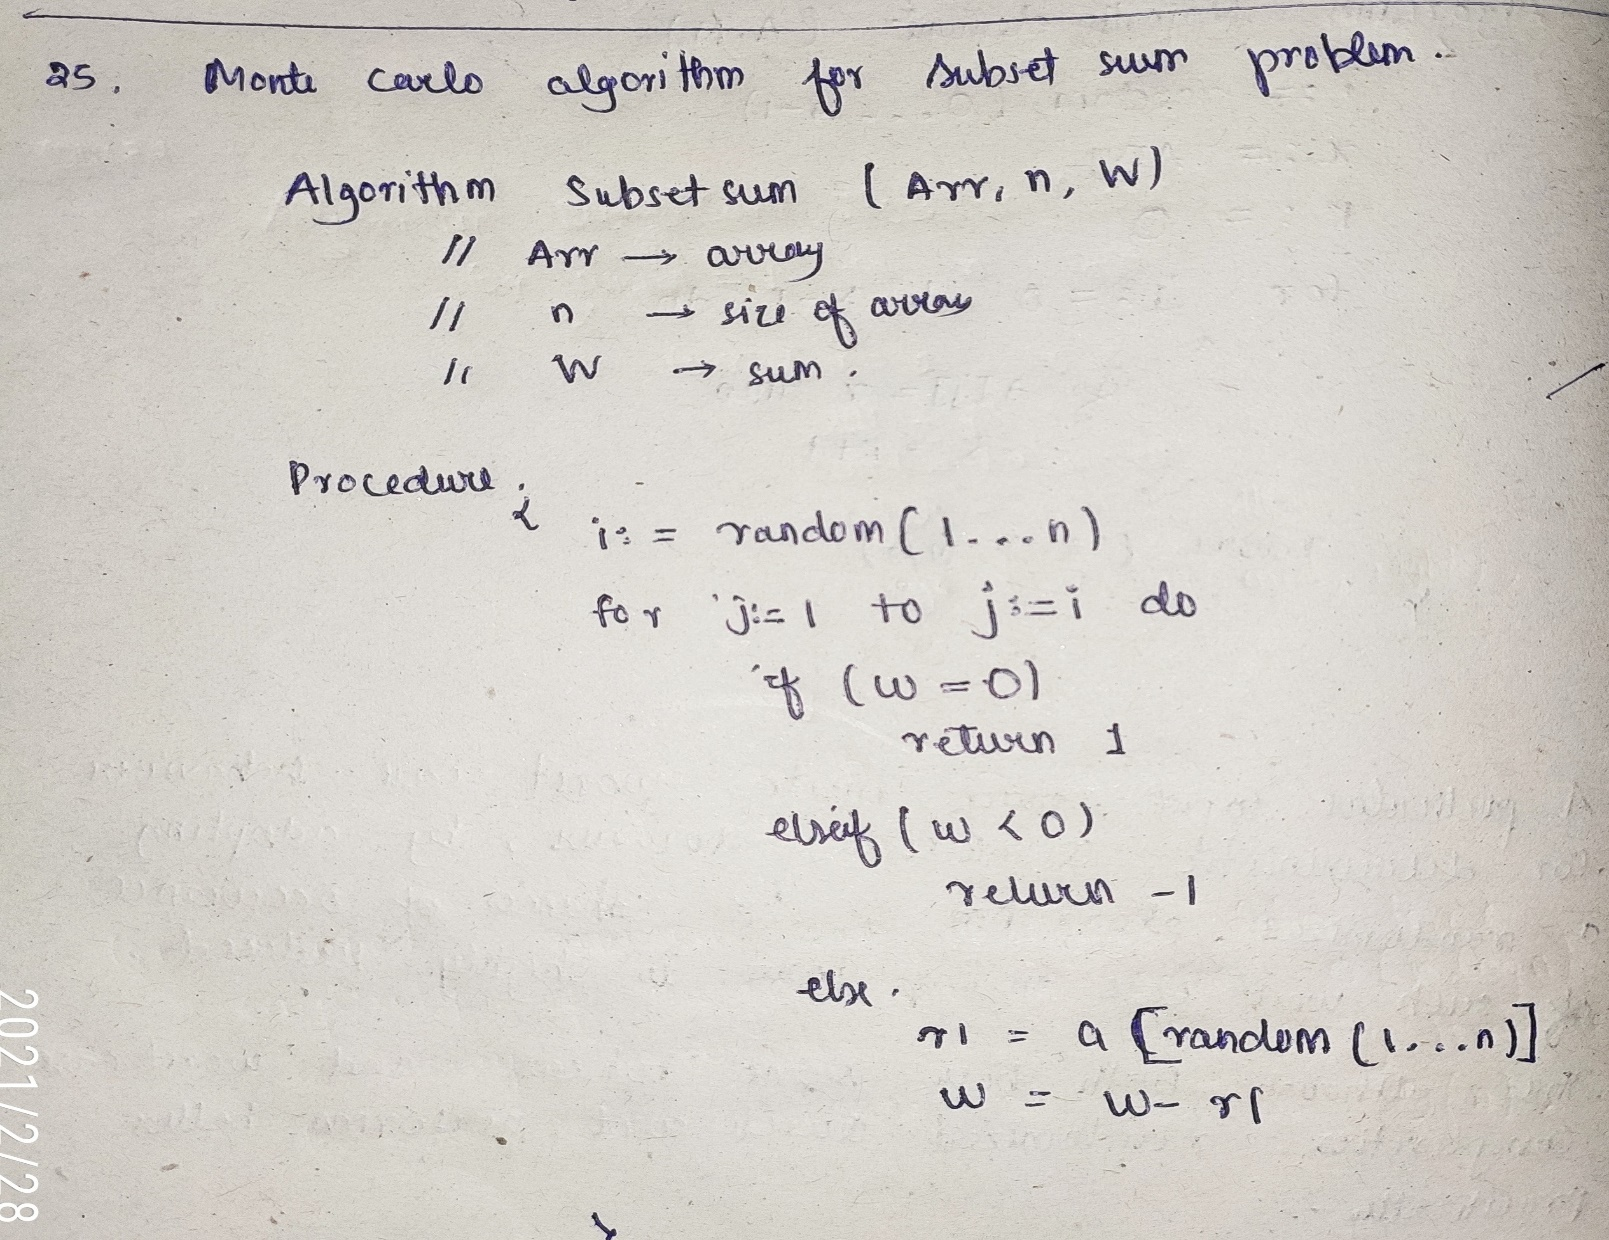 25. Monte carlo algorithm for subset sum problem.
Algorithm Subset sum ( Arr, n, W)
// Arr → array
// n → size of array
// W → sum.
Procedure :
{
i:= random(1...n)
for j:=1 to j:=i do
if (w=0)
return 1
elseif (w<0)
return -1
else.
r1 = a [random (1....n)]
w = w- r1
}
2021/2/28